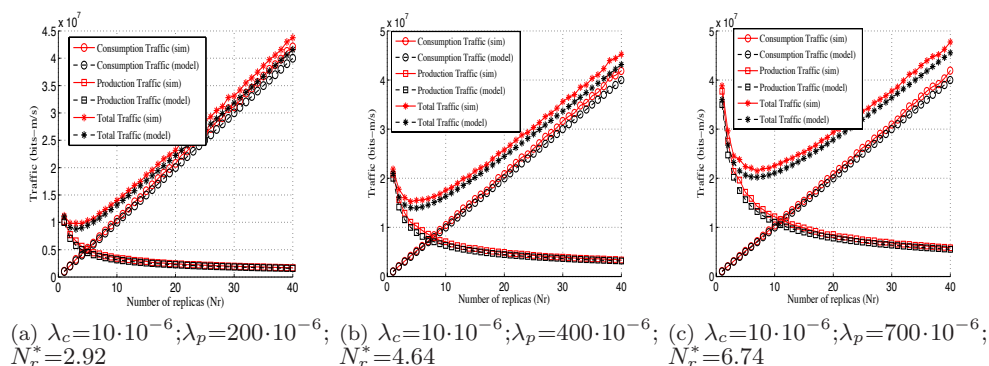 x 10⁷
4.5
4
3.5
3
2.5
2
1.5
1
0.5
0
0 10 20 30 40
Traffic (bits−m/s)
Number of replicas (Nr)
Consumption Traffic (sim)
Consumption Traffic (model)
Production Traffic (sim)
Production Traffic (model)
Total Traffic (sim)
Total Traffic (model)
x 10⁷
5
4
3
2
1
0
0 10 20 30 40
Traffic (bits−m/s)
Number of replicas (Nr)
Consumption Traffic (sim)
Consumption Traffic (model)
Production Traffic (sim)
Production Traffic (model)
Total Traffic (sim)
Total Traffic (model)
x 10⁷
5
4
3
2
1
0
0 10 20 30 40
Traffic (bits−m/s)
Number of replicas (Nr)
Consumption Traffic (sim)
Consumption Traffic (model)
Production Traffic (sim)
Production Traffic (model)
Total Traffic (sim)
Total Traffic (model)
(a) λc=10·10⁻⁶;λp=200·10⁻⁶;
Nr*=2.92
(b) λc=10·10⁻⁶;λp=400·10⁻⁶;
Nr*=4.64
(c) λc=10·10⁻⁶;λp=700·10⁻⁶;
Nr*=6.74